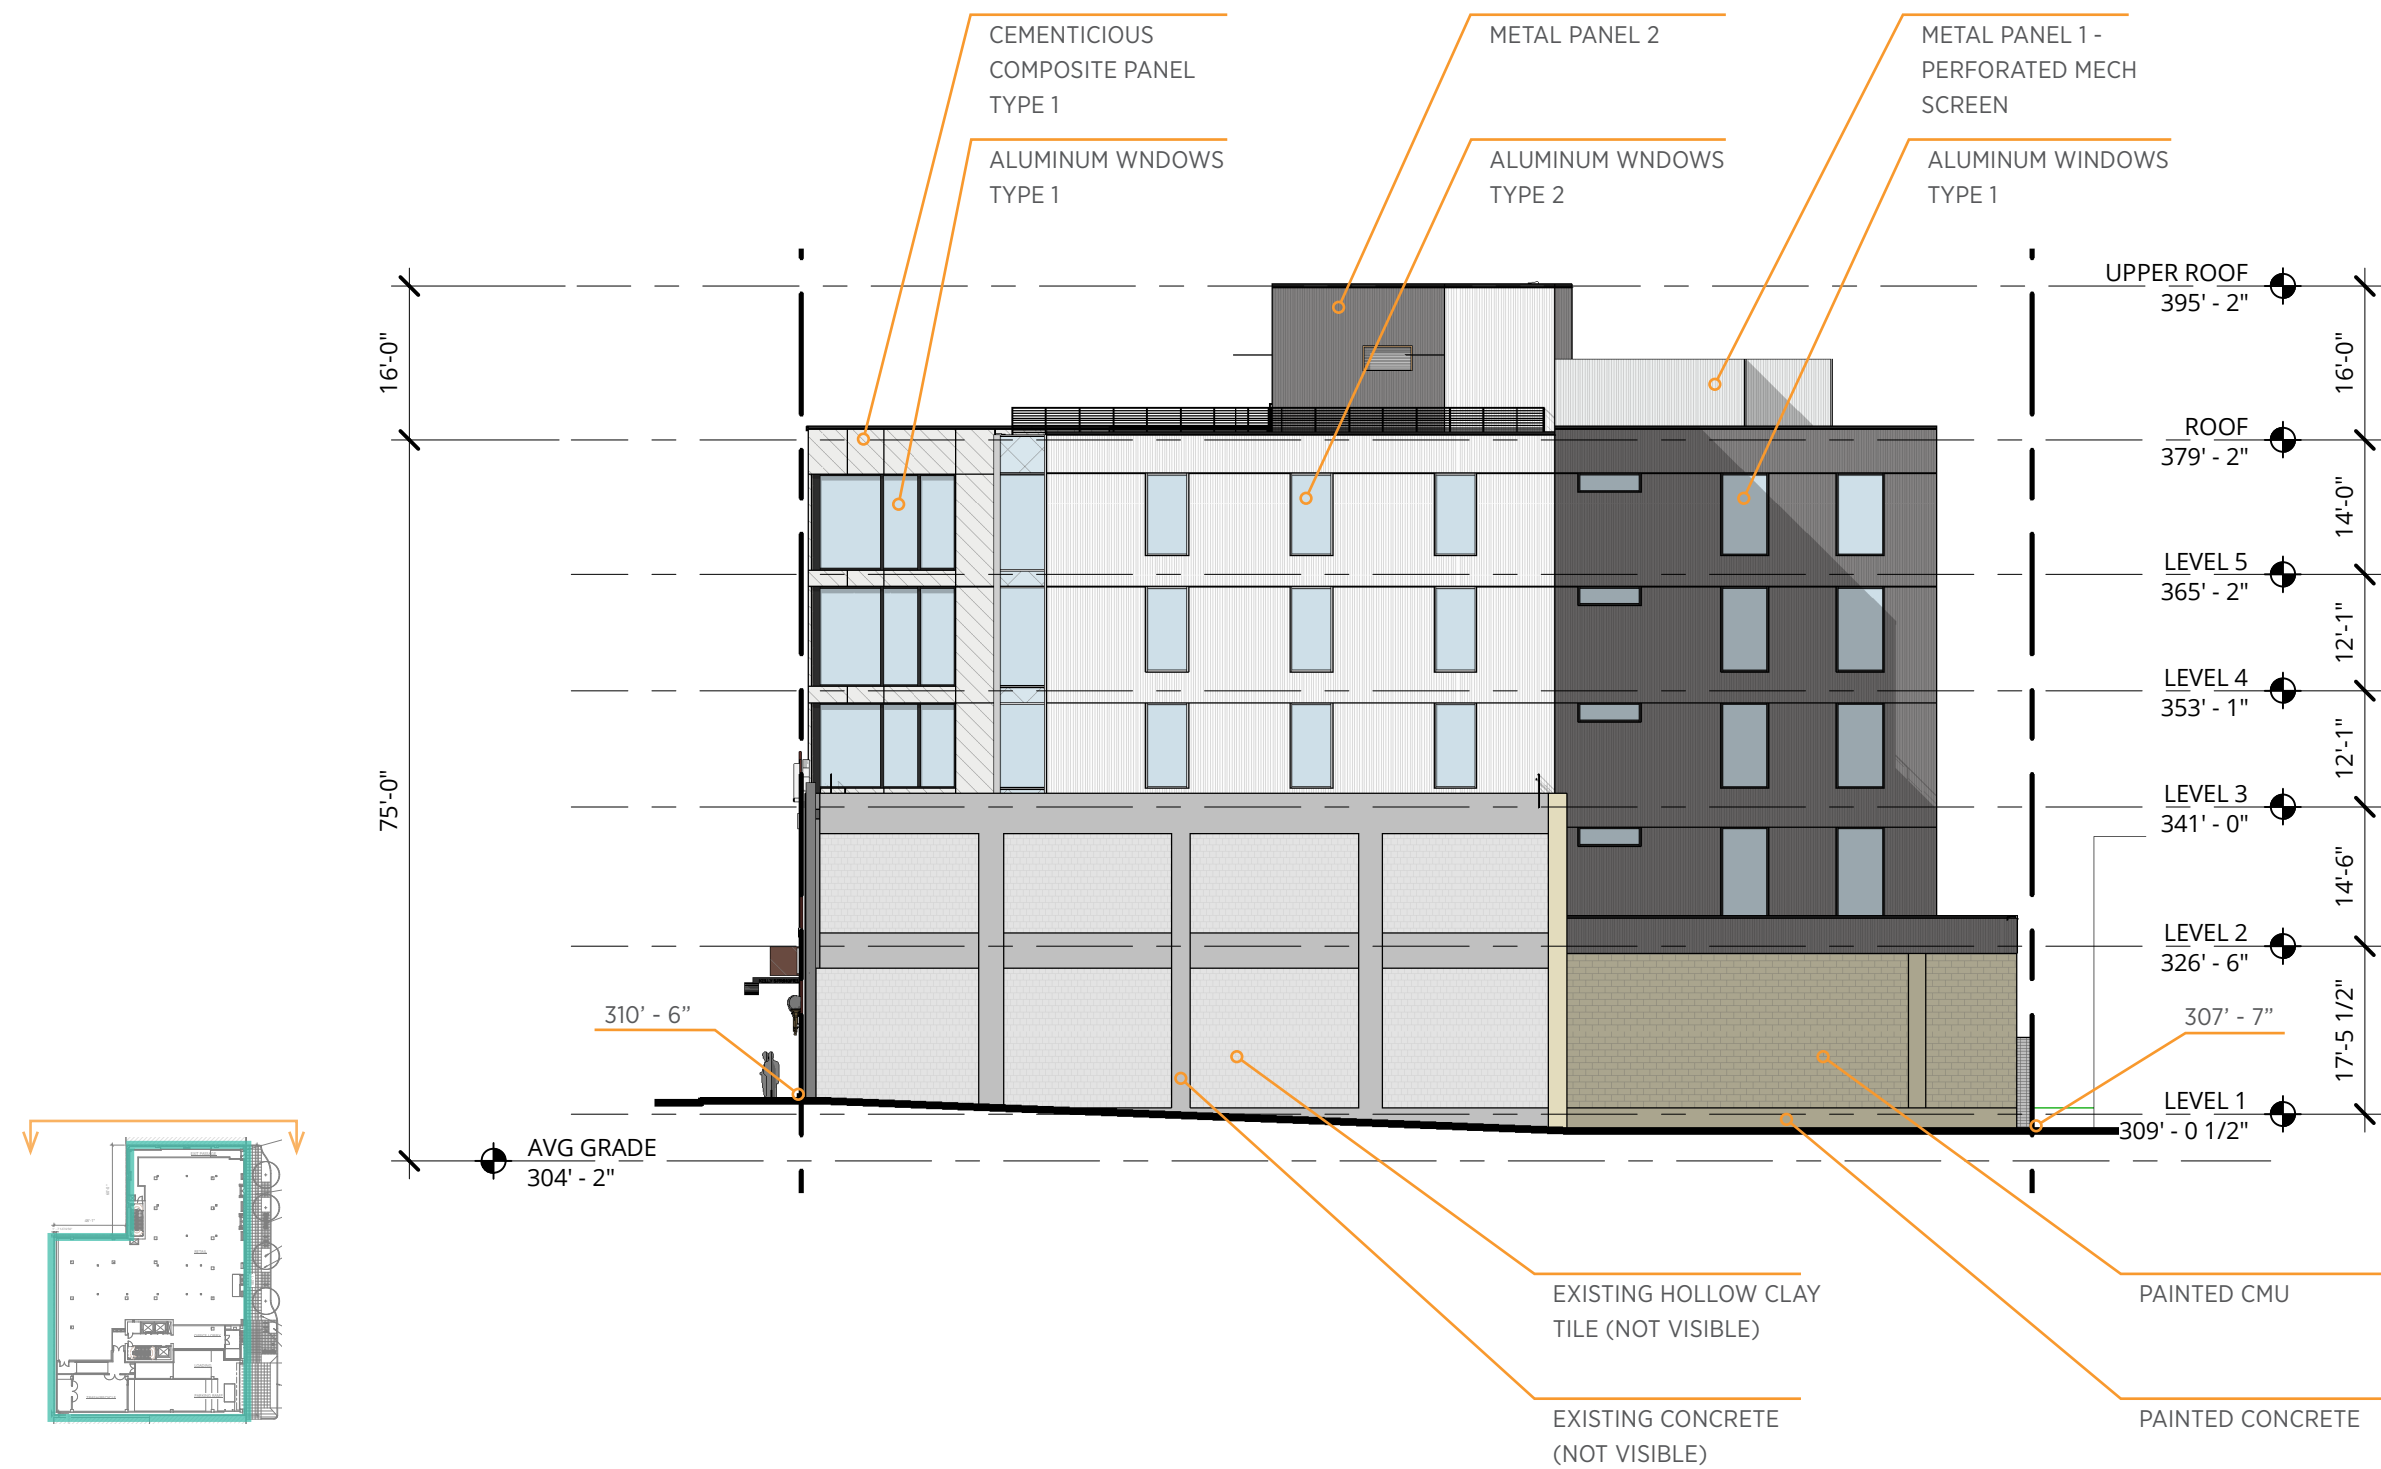 CEMENTICIOUS
COMPOSITE PANEL
TYPE 1
METAL PANEL 2
METAL PANEL 1 -
PERFORATED MECH
SCREEN
ALUMINUM WNDOWS
TYPE 1
ALUMINUM WNDOWS
TYPE 2
ALUMINUM WINDOWS
TYPE 1
UPPER ROOF
395' - 2"
16'-0"
16'-0"
ROOF
379' - 2"
14'-0"
LEVEL 5
365' - 2"
12'-1"
LEVEL 4
353' - 1"
12'-1"
75'-0"
LEVEL 3
341' - 0"
14'-6"
LEVEL 2
326' - 6"
310’ - 6”
307’ - 7”
17'-5 1/2"
LEVEL 1
309' - 0 1/2"
AVG GRADE
304' - 2"
EXISTING HOLLOW CLAY
TILE (NOT VISIBLE)
PAINTED CMU
EXISTING CONCRETE
(NOT VISIBLE)
PAINTED CONCRETE